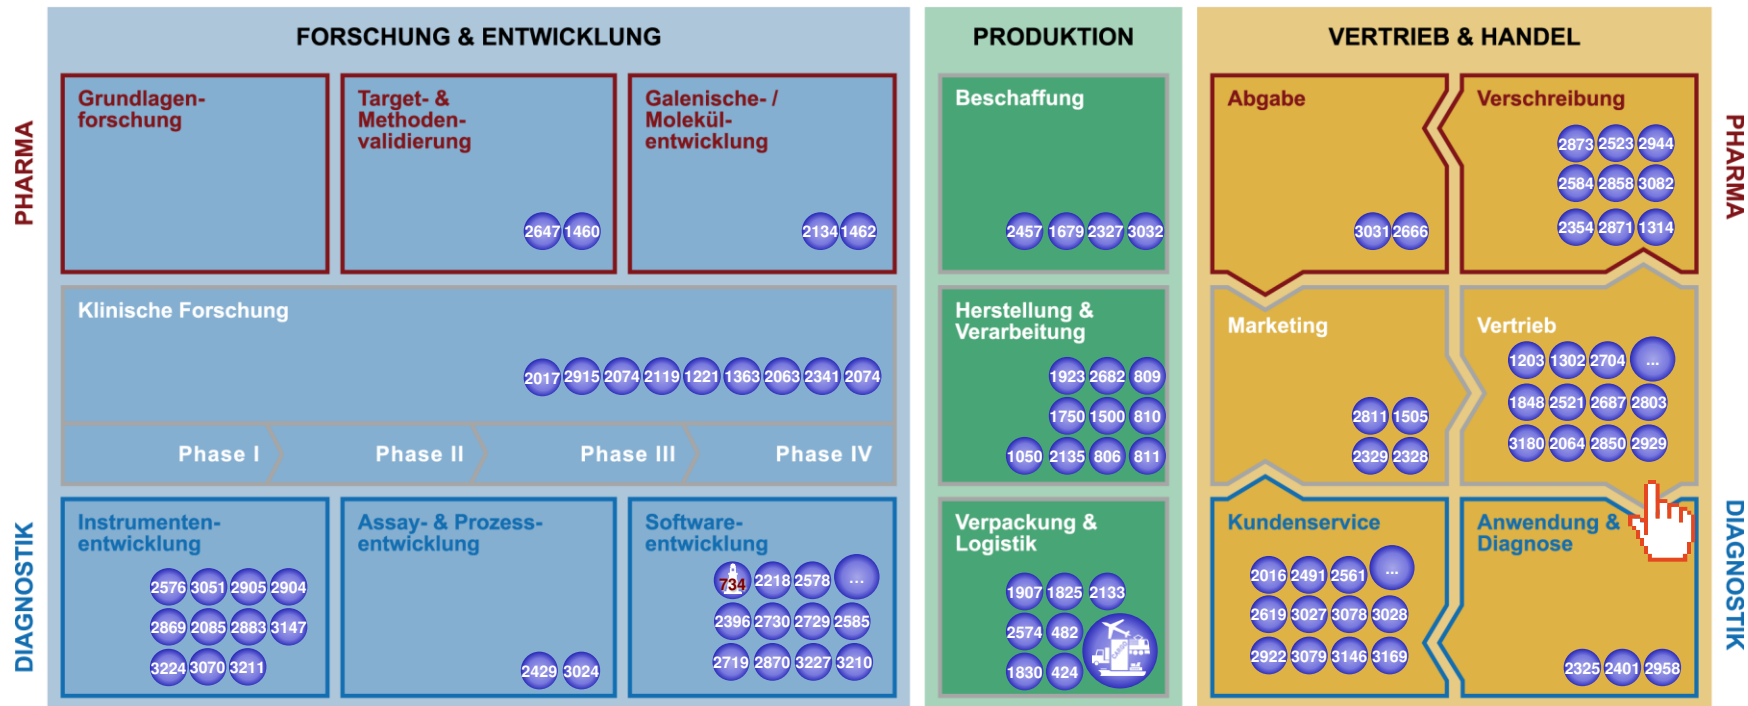 FORSCHUNG & ENTWICKLUNG
PRODUKTION
VERTRIEB & HANDEL
PHARMA
DIAGNOSTIK
Grundlagen-
forschung
Target- &
Methoden-
validierung
2647 1460
Galenische- /
Molekül-
entwicklung
2134 1462
Klinische Forschung
2017 2915 2074 2119 1221 1363 2063 2341 2074
Phase I
Phase II
Phase III
Phase IV
Instrumenten-
entwicklung
2576 3051 2905 2904
2869 2085 2883 3147
3224 3070 3211
Assay- & Prozess-
entwicklung
2429 3024
Software-
entwicklung
734 2218 2578 ...
2396 2730 2729 2585
2719 2870 3227 3210
Beschaffung
2457 1679 2327 3032
Herstellung &
Verarbeitung
1923 2682 809
1750 1500 810
1050 2135 806 811
Verpackung &
Logistik
1907 1825 2133
2574 482
1830 424
Abgabe
3031 2666
Verschreibung
2873 2523 2944
2584 2858 3082
2354 2871 1314
Marketing
2811 1505
2329 2328
Vertrieb
1203 1302 2704 ...
1848 2521 2687 2803
3180 2064 2850 2929
Kundenservice
2016 2491 2561 ...
2619 3027 3078 3028
2922 3079 3146 3169
Anwendung &
Diagnose
2325 2401 2958
PHARMA
DIAGNOSTIK